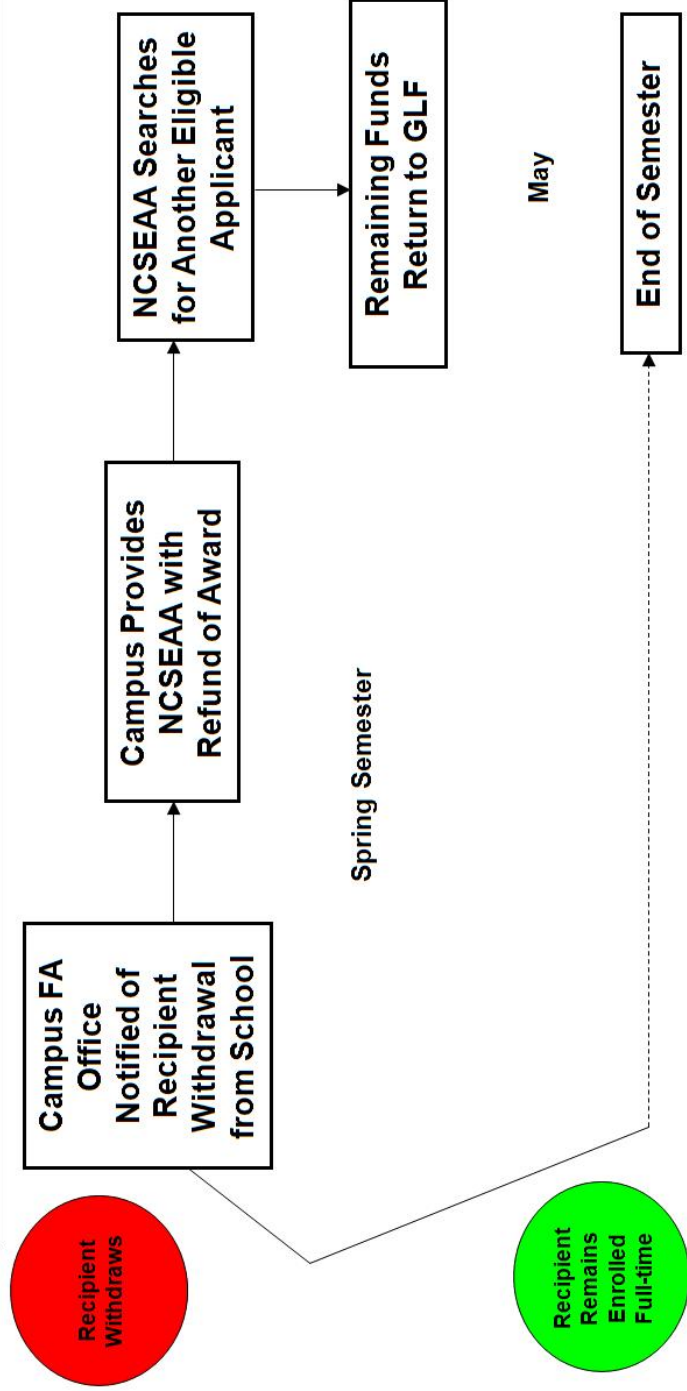 Recipient
Withdraws
Campus FA
Office
Notified of
Recipient
Withdrawal
from School
Campus Provides
NCSEAA with
Refund of Award
NCSEAA Searches
for Another Eligible
Applicant
Remaining Funds
Return to GLF
Spring Semester
May
Recipient
Remains
Enrolled
Full-time
End of Semester